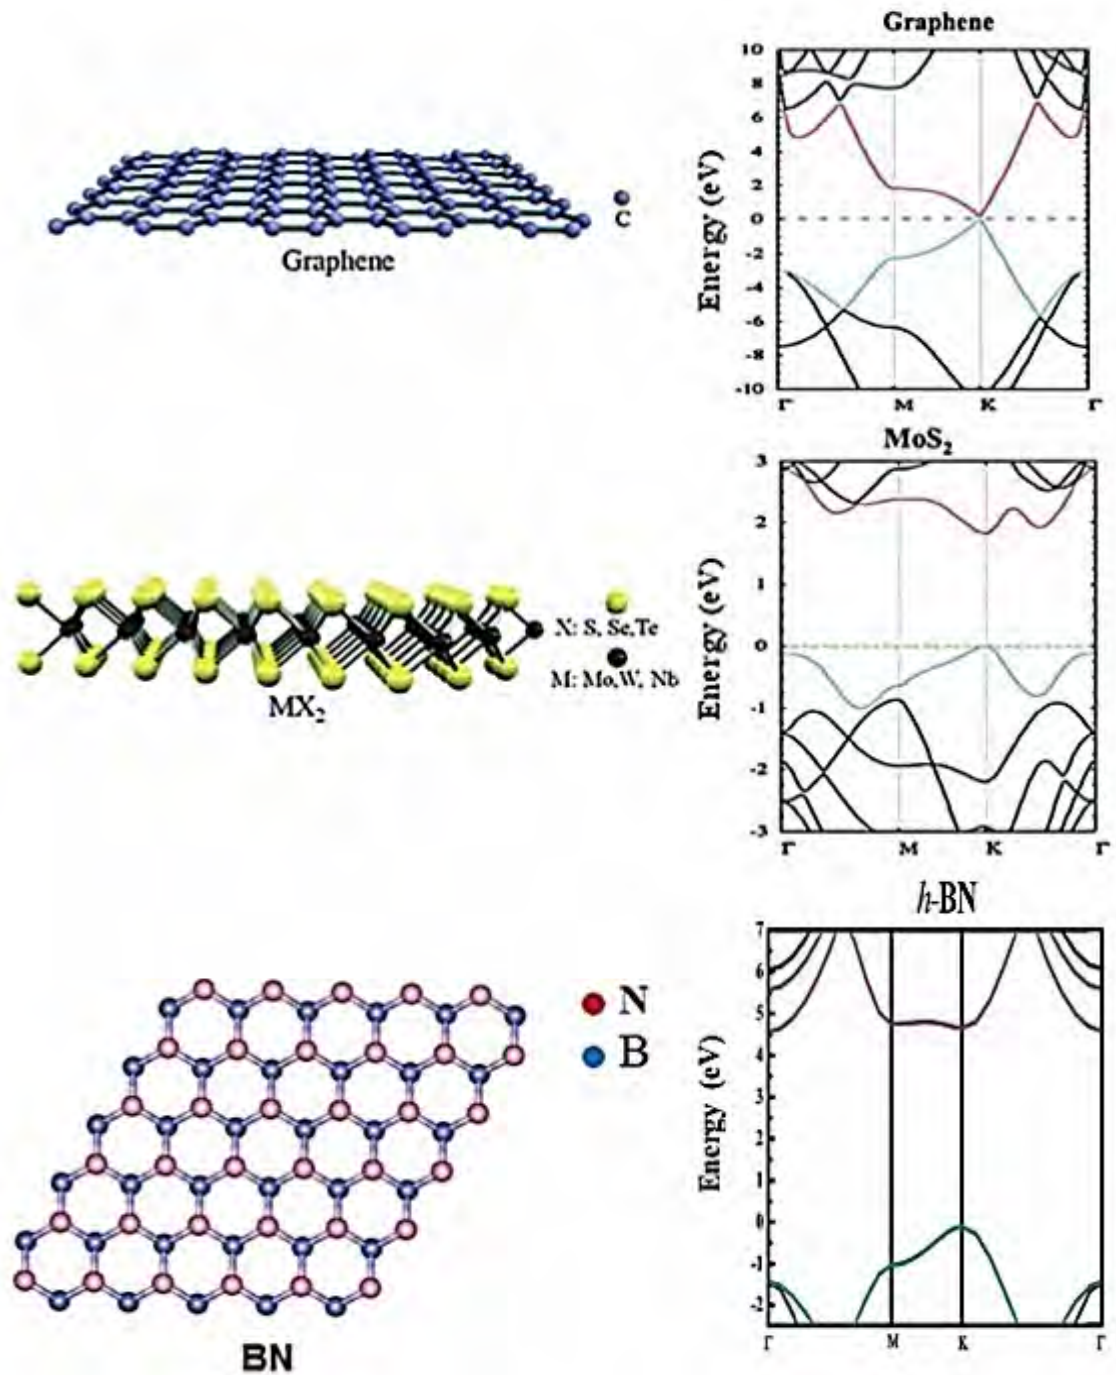 Graphene
10
8
6
4
2
0
-2
-4
-6
-8
-10
Energy (eV)
Γ M K Γ
C
Graphene
MoS2
3
2
1
0
-1
-2
-3
Energy (eV)
Γ M K Γ
X: S, Se,Te
M: Mo,W, Nb
MX2
h-BN
7
6
5
4
3
2
1
0
-1
-2
Energy (eV)
Γ M K Γ
N
B
BN